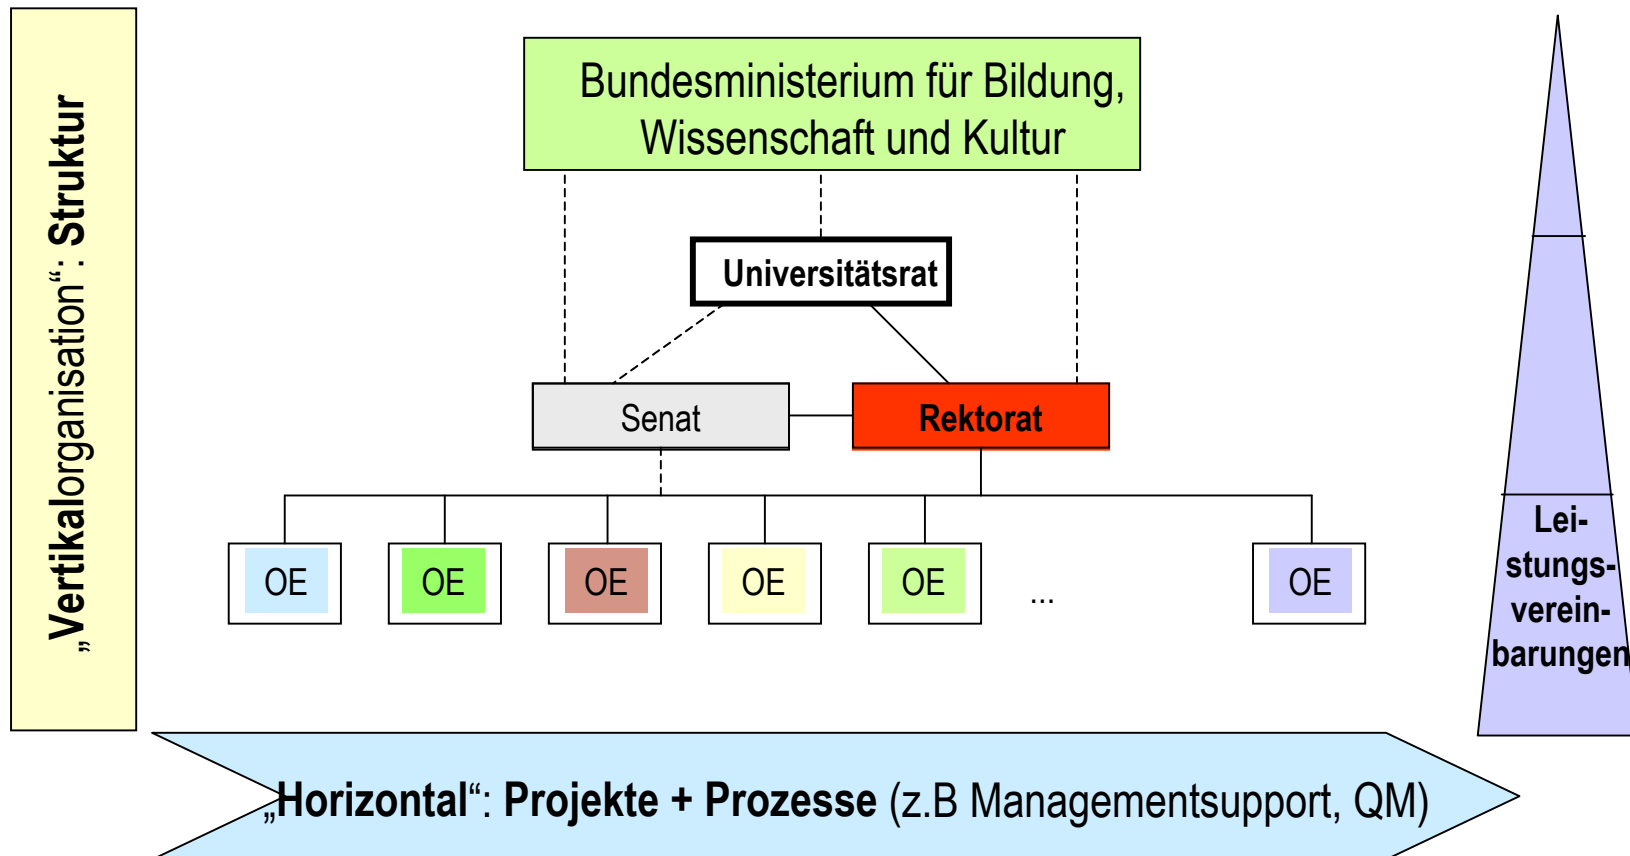 „Vertikalorganisation“: Struktur
Bundesministerium für Bildung,
Wissenschaft und Kultur
Universitätsrat
Senat
Rektorat
OE
OE
OE
OE
OE
...
OE
Lei-
stungs-
verein-
barungen
„Horizontal“: Projekte + Prozesse (z.B Managementsupport, QM)